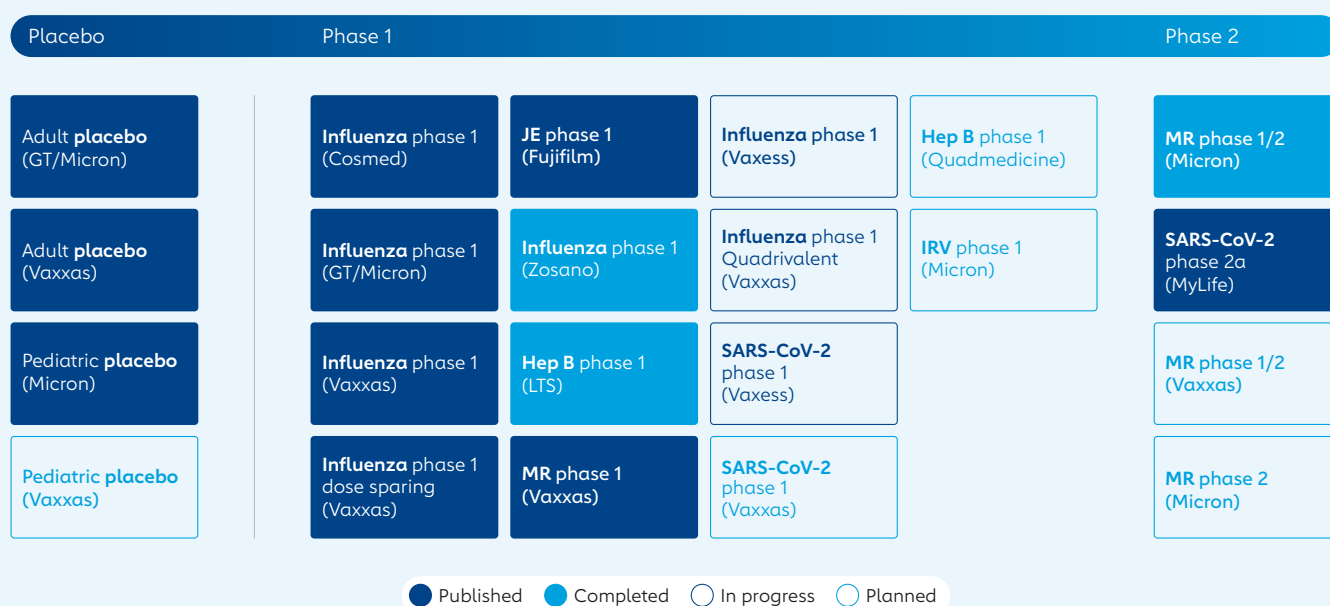 Placebo
Phase 1
Phase 2
Adult placebo
(GT/Micron)
Influenza phase 1
(Cosmed)
JE phase 1
(Fujifilm)
Influenza phase 1
(Vaxess)
Hep B phase 1
(Quadmedicine)
MR phase 1/2
(Micron)
Adult placebo
(Vaxxas)
Influenza phase 1
(GT/Micron)
Influenza phase 1
(Zosano)
Influenza phase 1
Quadrivalent
(Vaxxas)
IRV phase 1
(Micron)
SARS-CoV-2
phase 2a
(MyLife)
Pediatric placebo
(Micron)
Influenza phase 1
(Vaxxas)
Hep B phase 1
(LTS)
SARS-CoV-2
phase 1
(Vaxess)
MR phase 1/2
(Vaxxas)
Pediatric placebo
(Vaxxas)
Influenza phase 1
dose sparing
(Vaxxas)
MR phase 1
(Vaxxas)
SARS-CoV-2
phase 1
(Vaxxas)
MR phase 2
(Micron)
Published
Completed
In progress
Planned